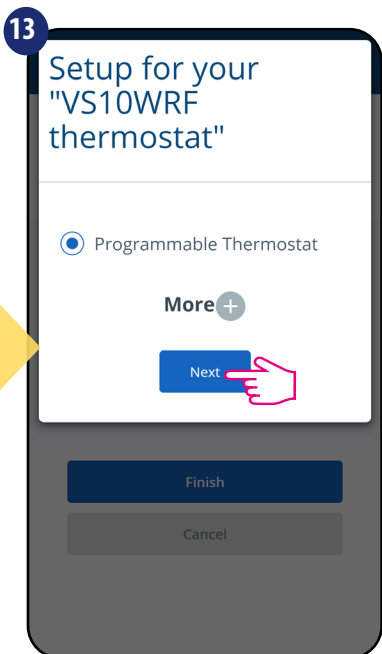 13
Setup for your
"VS10WRF
thermostat"
Programmable Thermostat
More +
Next
Finish
Cancel